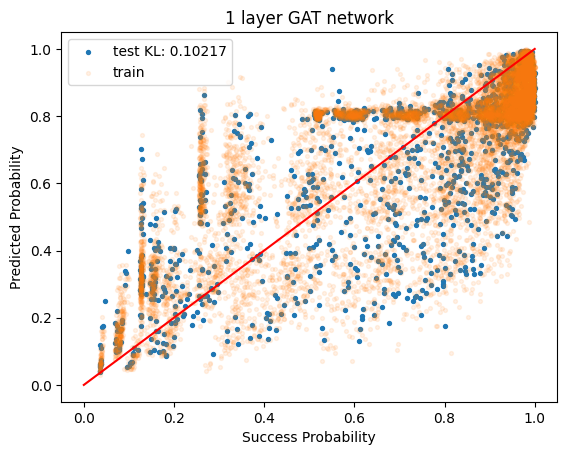 1 layer GAT network
test KL: 0.10217
train
Predicted Probability
1.0
0.8
0.6
0.4
0.2
0.0
0.0 0.2 0.4 0.6 0.8 1.0
Success Probability